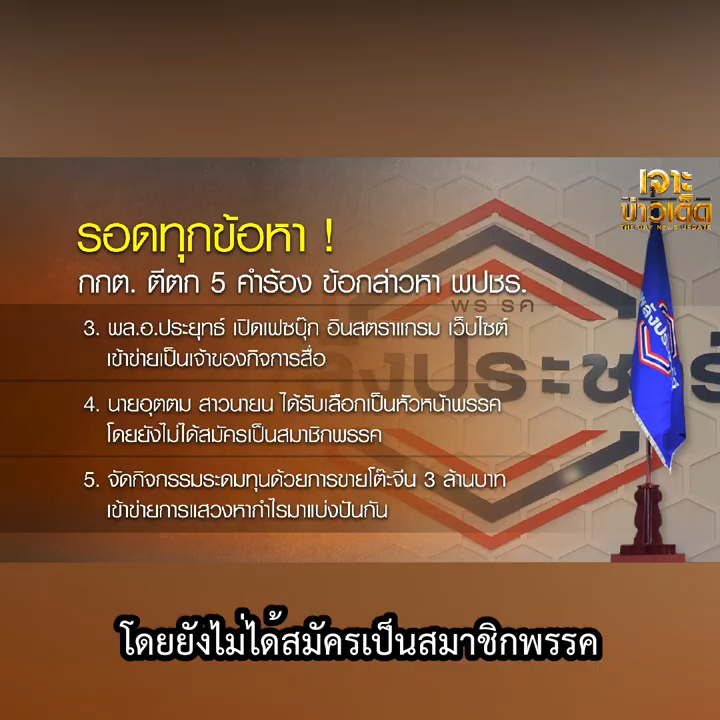 เจาะ
ข่าวเด็ด
THE DAY NEWS UPDATE
รอดทุกข้อหา !
กกต. ตีตก 5 คำร้อง ข้อกล่าวหา พปชร.
พรรค
3. พล.อ.ประยุทธ์ เปิดเฟซบุ๊ก อินสตราแกรม เว็บไซต์
เข้าข่ายเป็นเจ้าของกิจการสื่อ
4. นายอุตตม สาวนายน ได้รับเลือกเป็นหัวหน้าพรรค
โดยยังไม่ได้สมัครเป็นสมาชิกพรรค
5. จัดกิจกรรมระดมทุนด้วยการขายโต๊ะจีน 3 ล้านบาท
เข้าข่ายการแสวงหากำไรมาแบ่งปันกัน
โดยยังไม่ได้สมัครเป็นสมาชิกพรรค